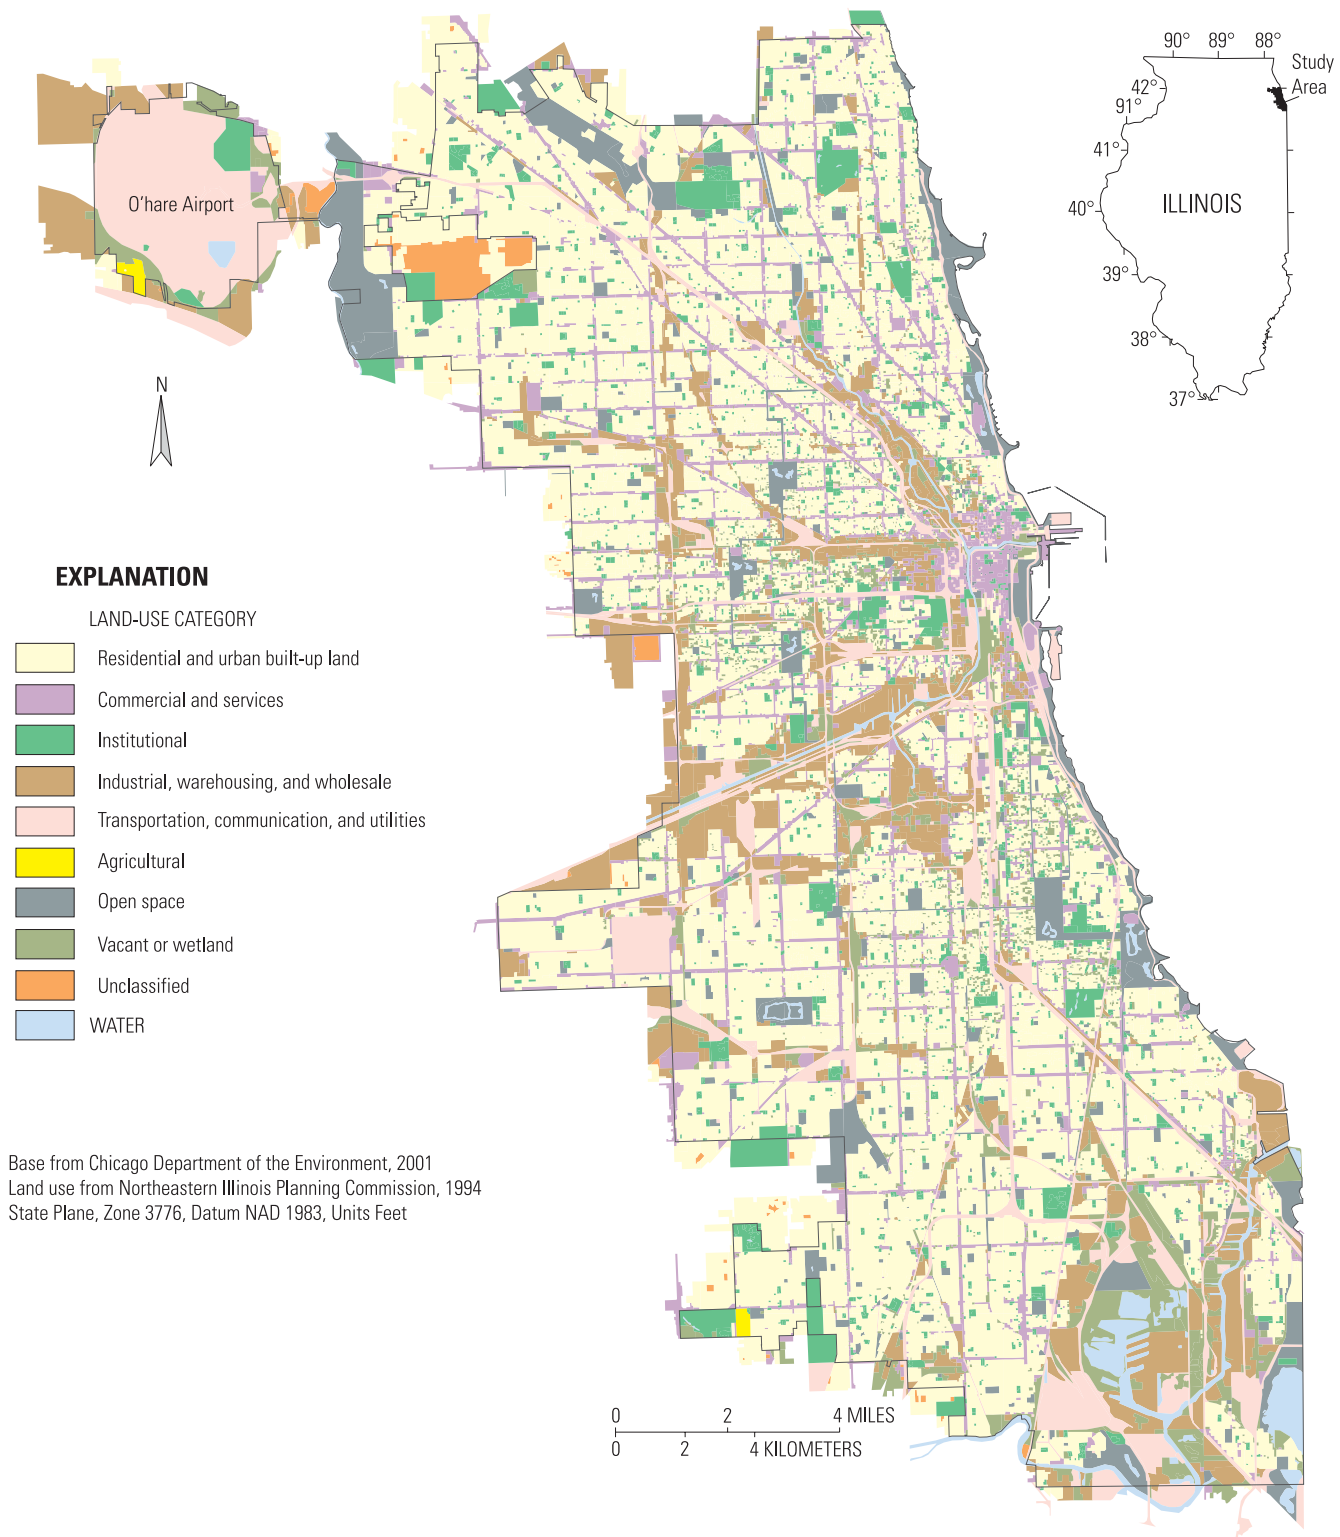 90° 89° 88°
Study
Area
42°
91°
41°
40°
39°
38°
37°
ILLINOIS
O'hare Airport
N
EXPLANATION
LAND-USE CATEGORY
Residential and urban built-up land
Commercial and services
Institutional
Industrial, warehousing, and wholesale
Transportation, communication, and utilities
Agricultural
Open space
Vacant or wetland
Unclassified
WATER
Base from Chicago Department of the Environment, 2001
Land use from Northeastern Illinois Planning Commission, 1994
State Plane, Zone 3776, Datum NAD 1983, Units Feet
0 2 4 MILES
0 2 4 KILOMETERS